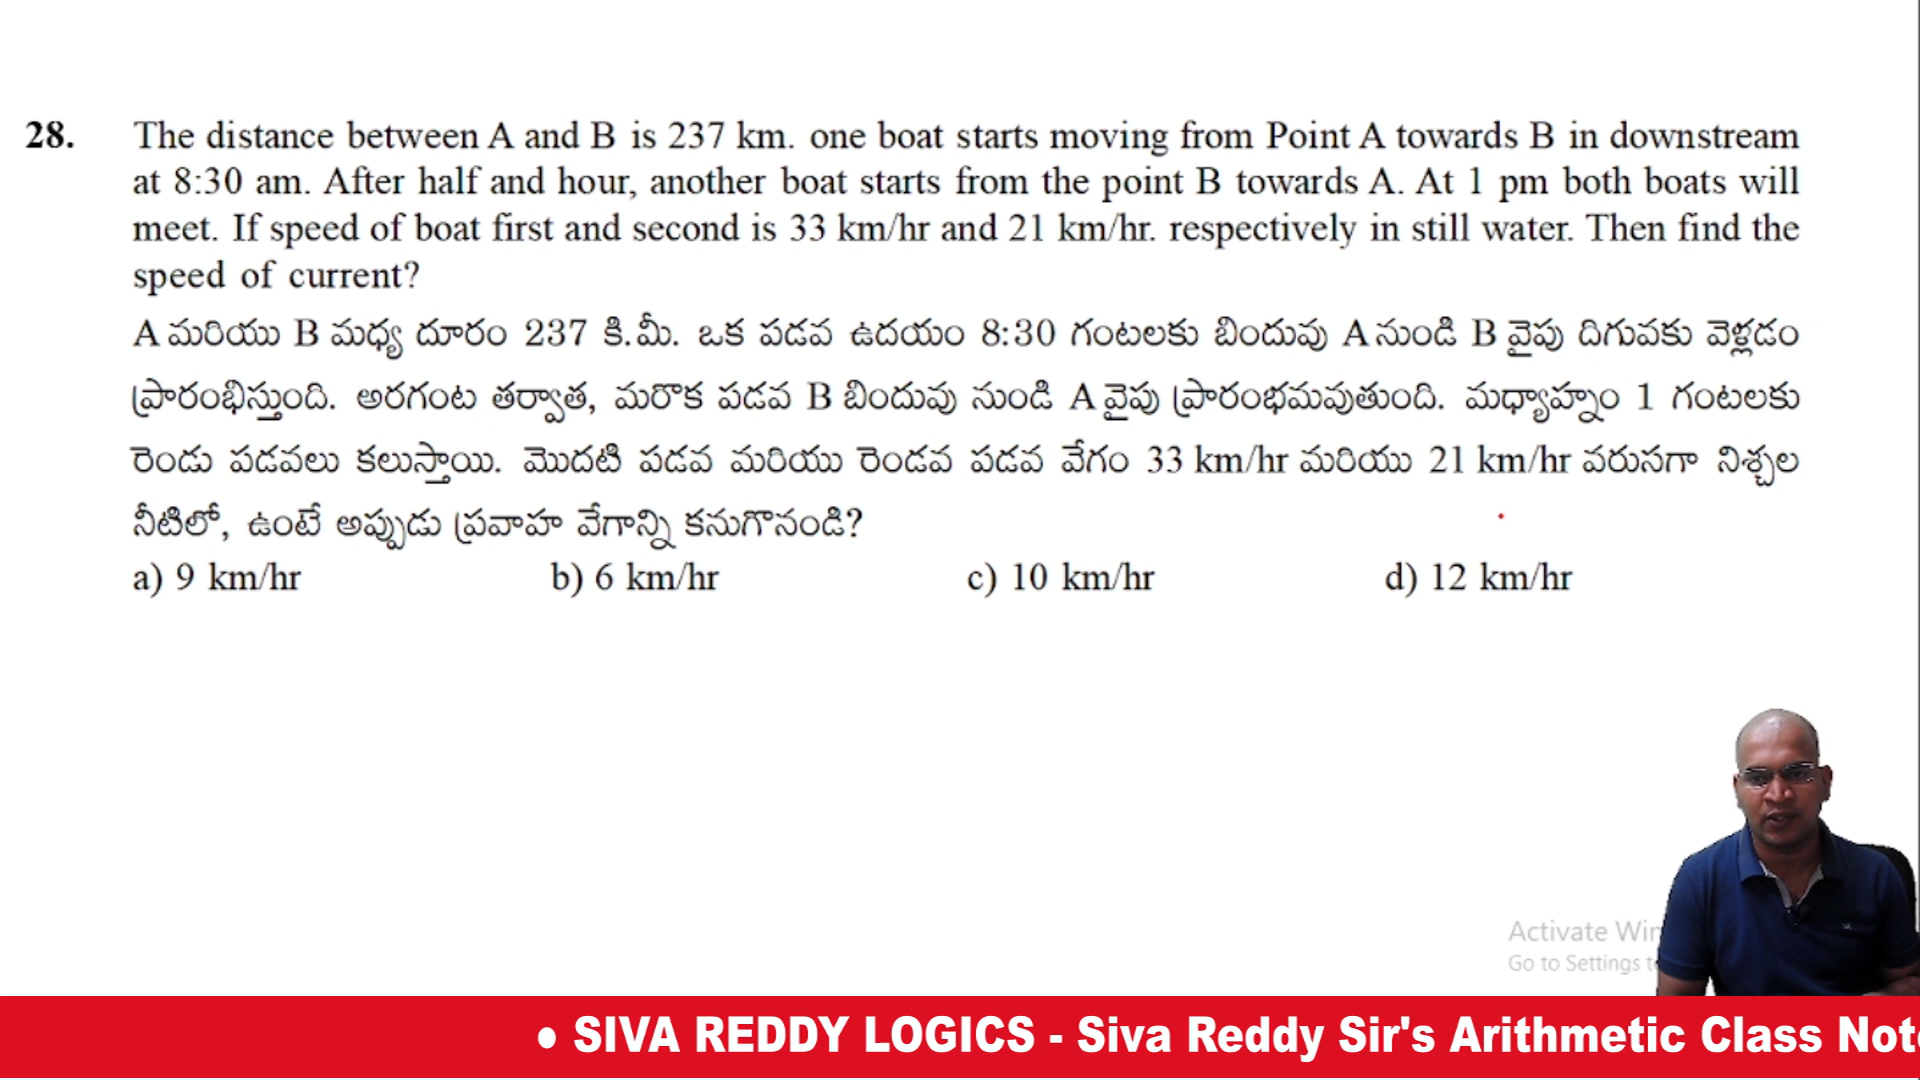 28. The distance between A and B is 237 km. one boat starts moving from Point A towards B in downstream
at 8:30 am. After half and hour, another boat starts from the point B towards A. At 1 pm both boats will
meet. If speed of boat first and second is 33 km/hr and 21 km/hr. respectively in still water. Then find the
speed of current?
A మరియు B మధ్య దూరం 237 కి.మీ. ఒక పడవ ఉదయం 8:30 గంటలకు బిందువు A నుండి B వైపు దిగువకు వెళ్లడం
ప్రారంభిస్తుంది. అరగంట తర్వాత, మరొక పడవ B బిందువు నుండి A వైపు ప్రారంభమవుతుంది. మధ్యాహ్నం 1 గంటలకు
రెండు పడవలు కలుస్తాయి. మొదటి పడవ మరియు రెండవ పడవ వేగం 33 km/hr మరియు 21 km/hr వరుసగా నిశ్చల
నీటిలో, ఉంటే అప్పుడు ప్రవాహ వేగాన్ని కనుగొనండి?
a) 9 km/hr b) 6 km/hr c) 10 km/hr d) 12 km/hr
Activate
Go to Settings
• SIVA REDDY LOGICS - Siva Reddy Sir's Arithmetic Class